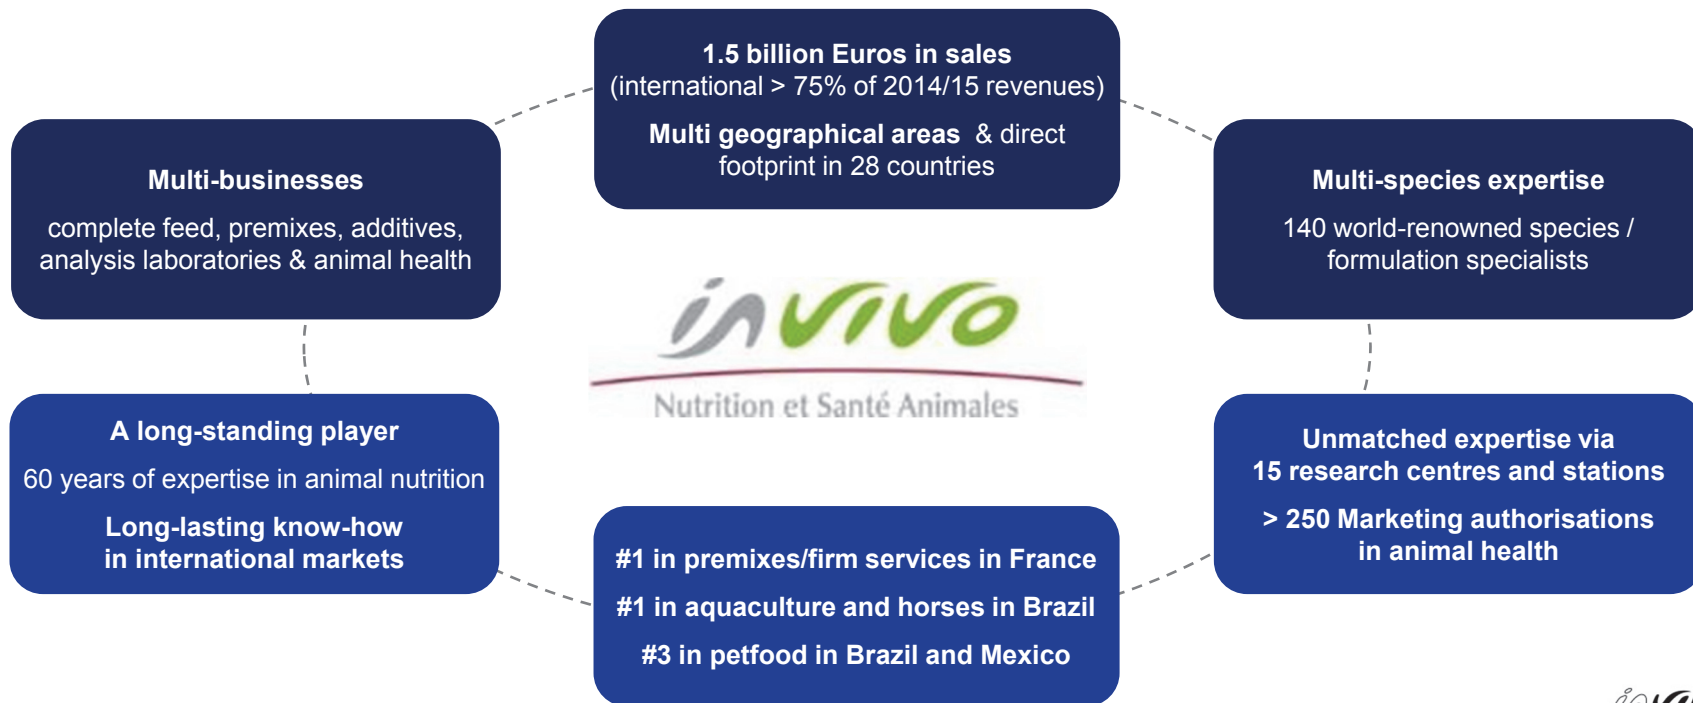 1.5 billion Euros in sales
(international > 75% of 2014/15 revenues)
Multi geographical areas & direct
footprint in 28 countries
Multi-businesses
complete feed, premixes, additives,
analysis laboratories & animal health
Multi-species expertise
140 world-renowned species /
formulation specialists
invivo
Nutrition et Santé Animales
A long-standing player
60 years of expertise in animal nutrition
Long-lasting know-how
in international markets
Unmatched expertise via
15 research centres and stations
> 250 Marketing authorisations
in animal health
#1 in premixes/firm services in France
#1 in aquaculture and horses in Brazil
#3 in petfood in Brazil and Mexico